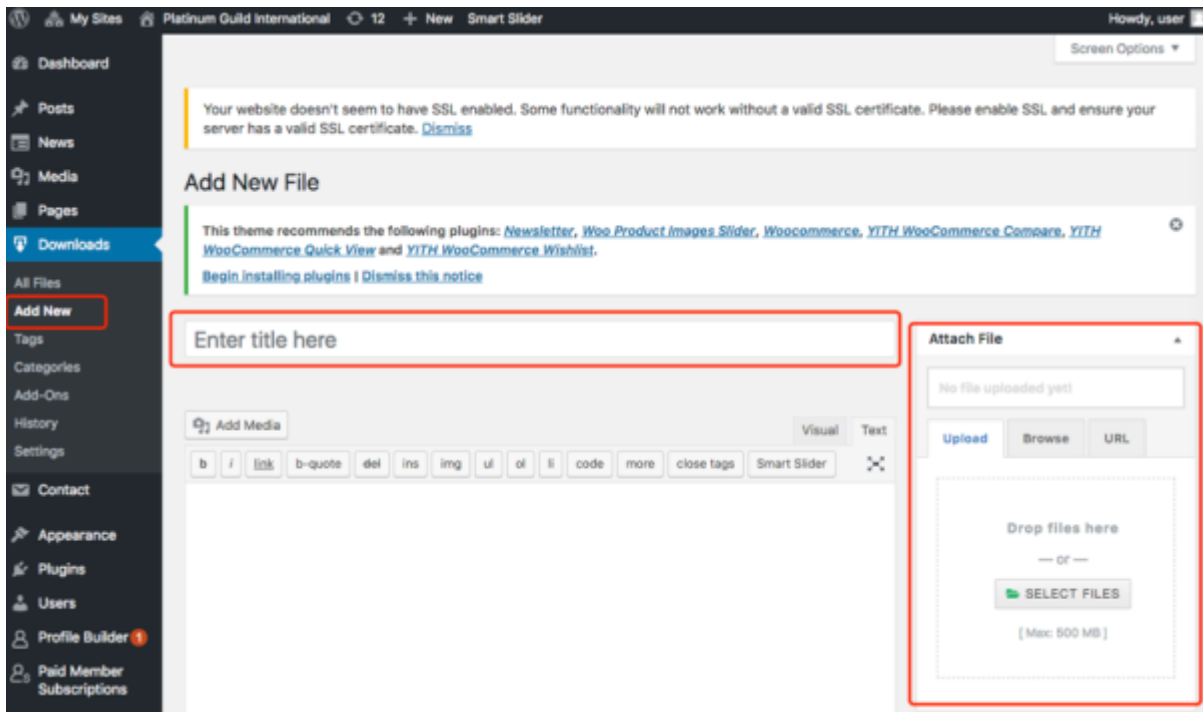 My Sites Platinum Guild International 12 New Smart Slider Howdy, user
Screen Options
Dashboard
Posts
News
Media
Pages
Downloads
All Files
Add New
Tags
Categories
Add-Ons
History
Settings
Contact
Appearance
Plugins
Users
Profile Builder 1
Paid Member
Subscriptions
Your website doesn't seem to have SSL enabled. Some functionality will not work without a valid SSL certificate. Please enable SSL and ensure your
server has a valid SSL certificate. Dismiss
Add New File
This theme recommends the following plugins: Newsletter, Woo Product Images Slider, Woocommerce, YITH WooCommerce Compare, YITH
WooCommerce Quick View and YITH WooCommerce Wishlist.
Begin installing plugins | Dismiss this notice
Enter title here
Add Media
Visual Text
b i link b-quote del ins img ul ol li code more close tags Smart Slider
Attach File
No file uploaded yet!
Upload Browse URL
Drop files here
— or —
SELECT FILES
[ Max: 500 MB ]